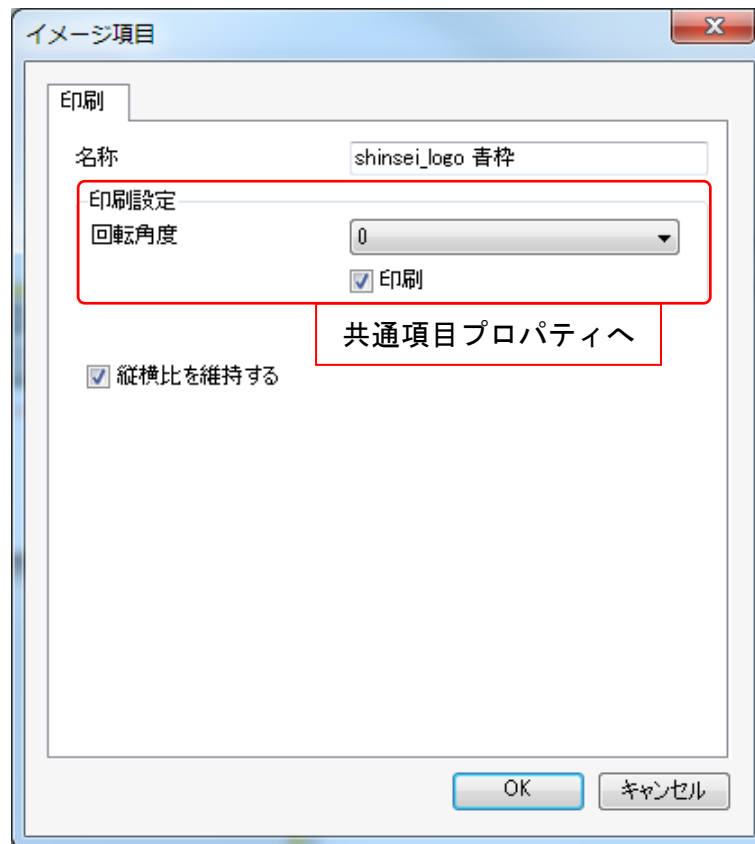 イメージ項目
印刷
名称 shinsei_logo 青枠
印刷設定
回転角度 0
印刷
共通項目プロパティへ
縦横比を維持する
OK キャンセル